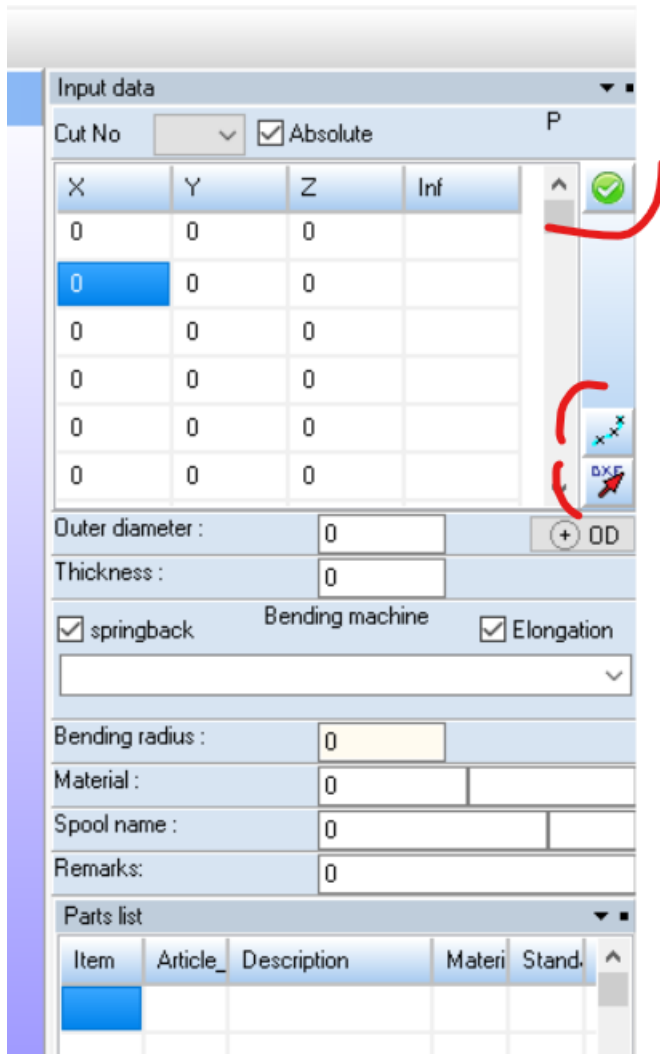 Input data
Cut No Absolute P
X Y Z Inf
0 0 0
0 0 0
0 0 0
0 0 0
0 0 0
0 0 0
DXF
Outer diameter : 0 OD
Thickness : 0
springback Bending machine Elongation
Bending radius : 0
Material : 0
Spool name : 0
Remarks: 0
Parts list
Item Article_ Description Materi Stand